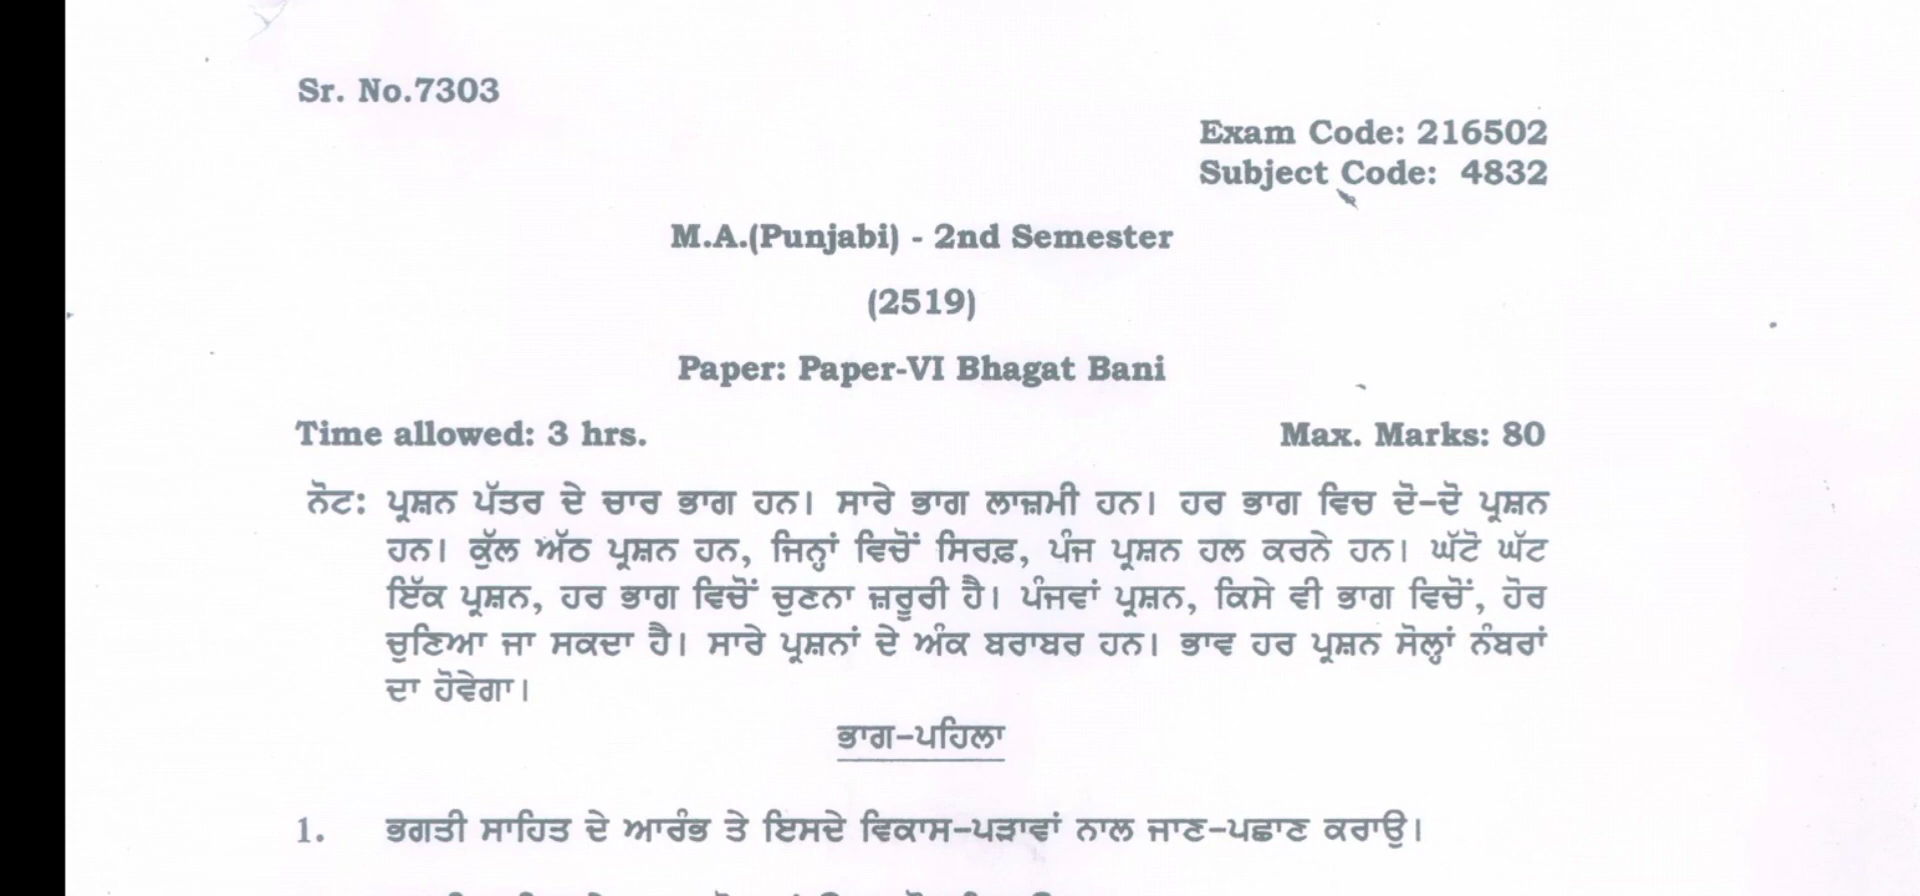 Sr. No.7303
Exam Code: 216502
Subject Code: 4832
M.A.(Punjabi) - 2nd Semester
(2519)
Paper: Paper-VI Bhagat Bani
Time allowed: 3 hrs. Max. Marks: 80
ਨੋਟ: ਪ੍ਰਸ਼ਨ ਪੱਤਰ ਦੇ ਚਾਰ ਭਾਗ ਹਨ। ਸਾਰੇ ਭਾਗ ਲਾਜ਼ਮੀ ਹਨ। ਹਰ ਭਾਗ ਵਿਚ ਦੋ-ਦੋ ਪ੍ਰਸ਼ਨ
ਹਨ। ਕੁੱਲ ਅੱਠ ਪ੍ਰਸ਼ਨ ਹਨ, ਜਿਨ੍ਹਾਂ ਵਿਚੋਂ ਸਿਰਫ਼, ਪੰਜ ਪ੍ਰਸ਼ਨ ਹਲ ਕਰਨੇ ਹਨ। ਘੱਟੋ ਘੱਟ
ਇੱਕ ਪ੍ਰਸ਼ਨ, ਹਰ ਭਾਗ ਵਿਚੋਂ ਚੁਣਨਾ ਜ਼ਰੂਰੀ ਹੈ। ਪੰਜਵਾਂ ਪ੍ਰਸ਼ਨ, ਕਿਸੇ ਵੀ ਭਾਗ ਵਿਚੋਂ, ਹੋਰ
ਚੁਣਿਆ ਜਾ ਸਕਦਾ ਹੈ। ਸਾਰੇ ਪ੍ਰਸ਼ਨਾਂ ਦੇ ਅੰਕ ਬਰਾਬਰ ਹਨ। ਭਾਵ ਹਰ ਪ੍ਰਸ਼ਨ ਸੋਲ੍ਹਾਂ ਨੰਬਰਾਂ
ਦਾ ਹੋਵੇਗਾ।
ਭਾਗ-ਪਹਿਲਾ
1. ਭਗਤੀ ਸਾਹਿਤ ਦੇ ਆਰੰਭ ਤੇ ਇਸਦੇ ਵਿਕਾਸ-ਪੜਾਵਾਂ ਨਾਲ ਜਾਣ-ਪਛਾਣ ਕਰਾਉ।